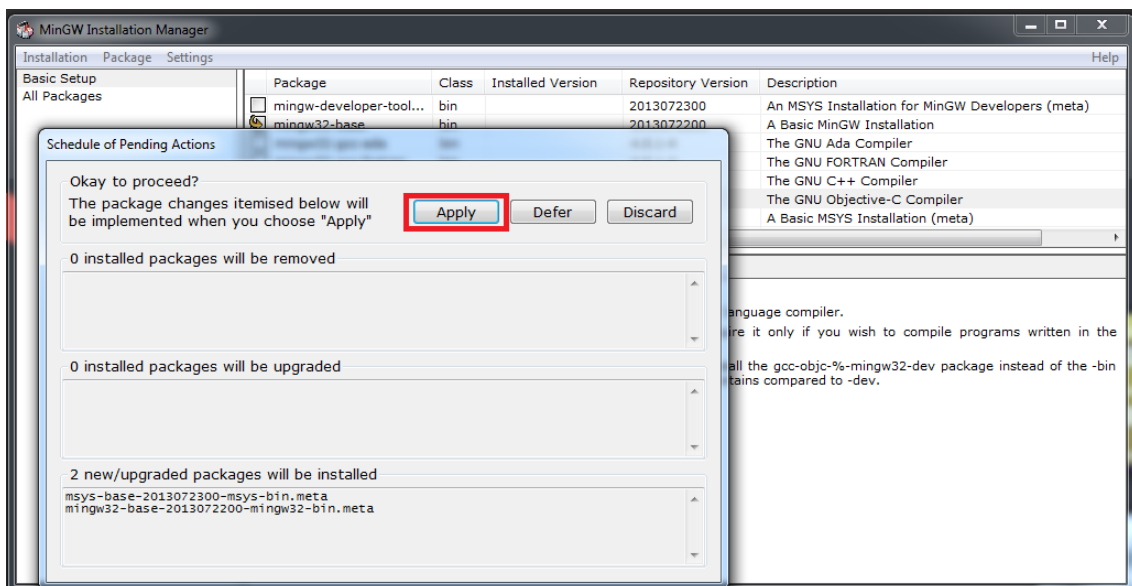 MinGW Installation Manager
Installation Package Settings Help
Basic Setup
All Packages
Package Class Installed Version Repository Version Description
mingw-developer-tool... bin 2013072300 An MSYS Installation for MinGW Developers (meta)
mingw32-base bin 2013072200 A Basic MinGW Installation
The GNU Ada Compiler
The GNU FORTRAN Compiler
The GNU C++ Compiler
The GNU Objective-C Compiler
A Basic MSYS Installation (meta)
Schedule of Pending Actions
Okay to proceed?
The package changes itemised below will
be implemented when you choose "Apply"
Apply Defer Discard
0 installed packages will be removed
0 installed packages will be upgraded
2 new/upgraded packages will be installed
msys-base-2013072300-msys-bin.meta
mingw32-base-2013072200-mingw32-bin.meta
compiler.
it only if you wish to compile programs written in the
the gcc-objc-%-mingw32-dev package instead of the -bin
compared to -dev.